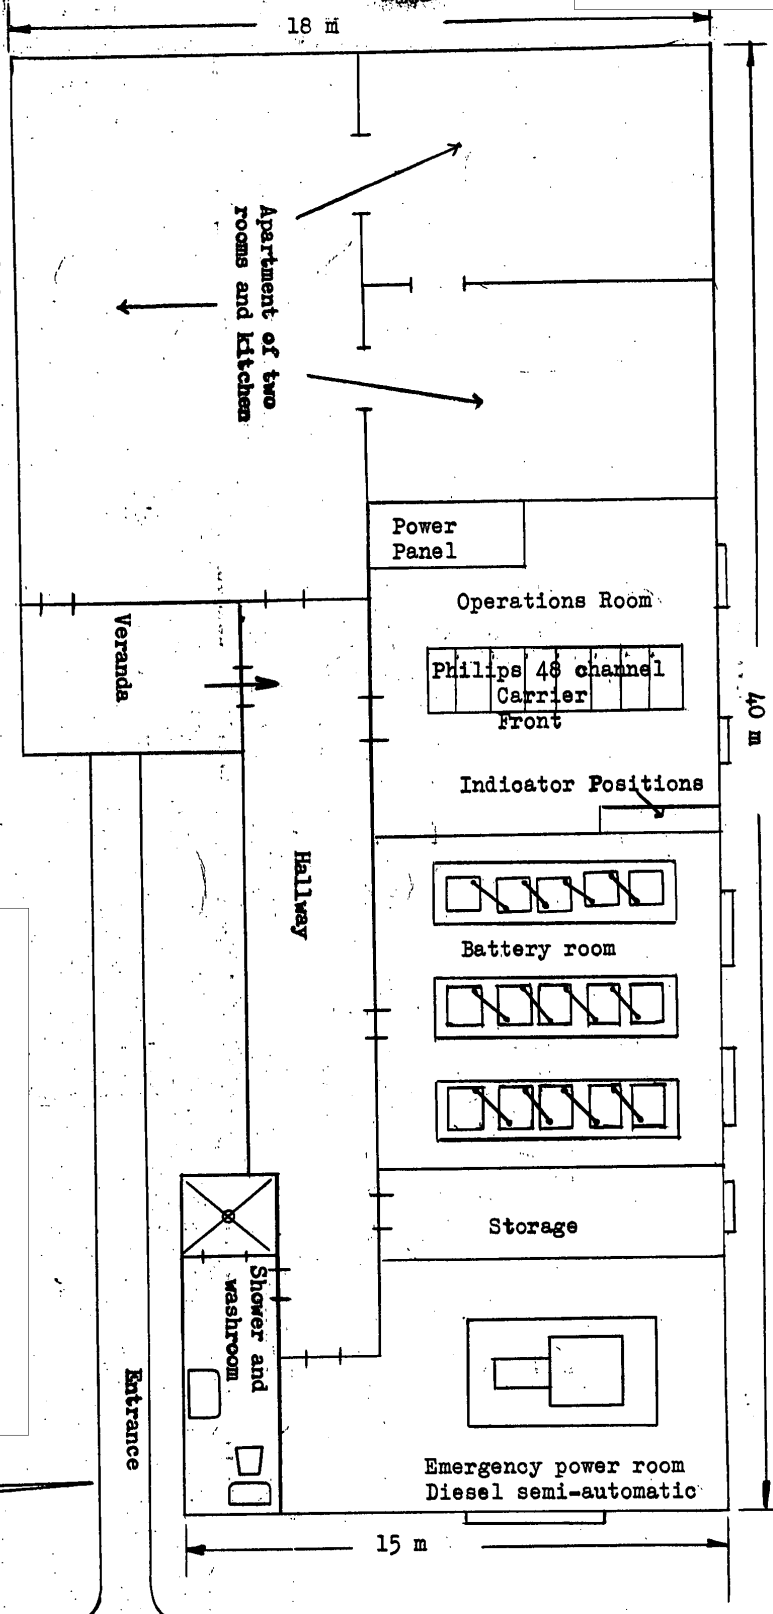 18 m
Apartment of two
rooms and kitchen
Power
Panel
Operations Room
Philips 48 channel
Carrier
Front
Veranda
40 m
Indicator Positions
Hallway
Battery room
Storage
Shower and
washroom
Entrance
Emergency power room
Diesel semi-automatic
15 m